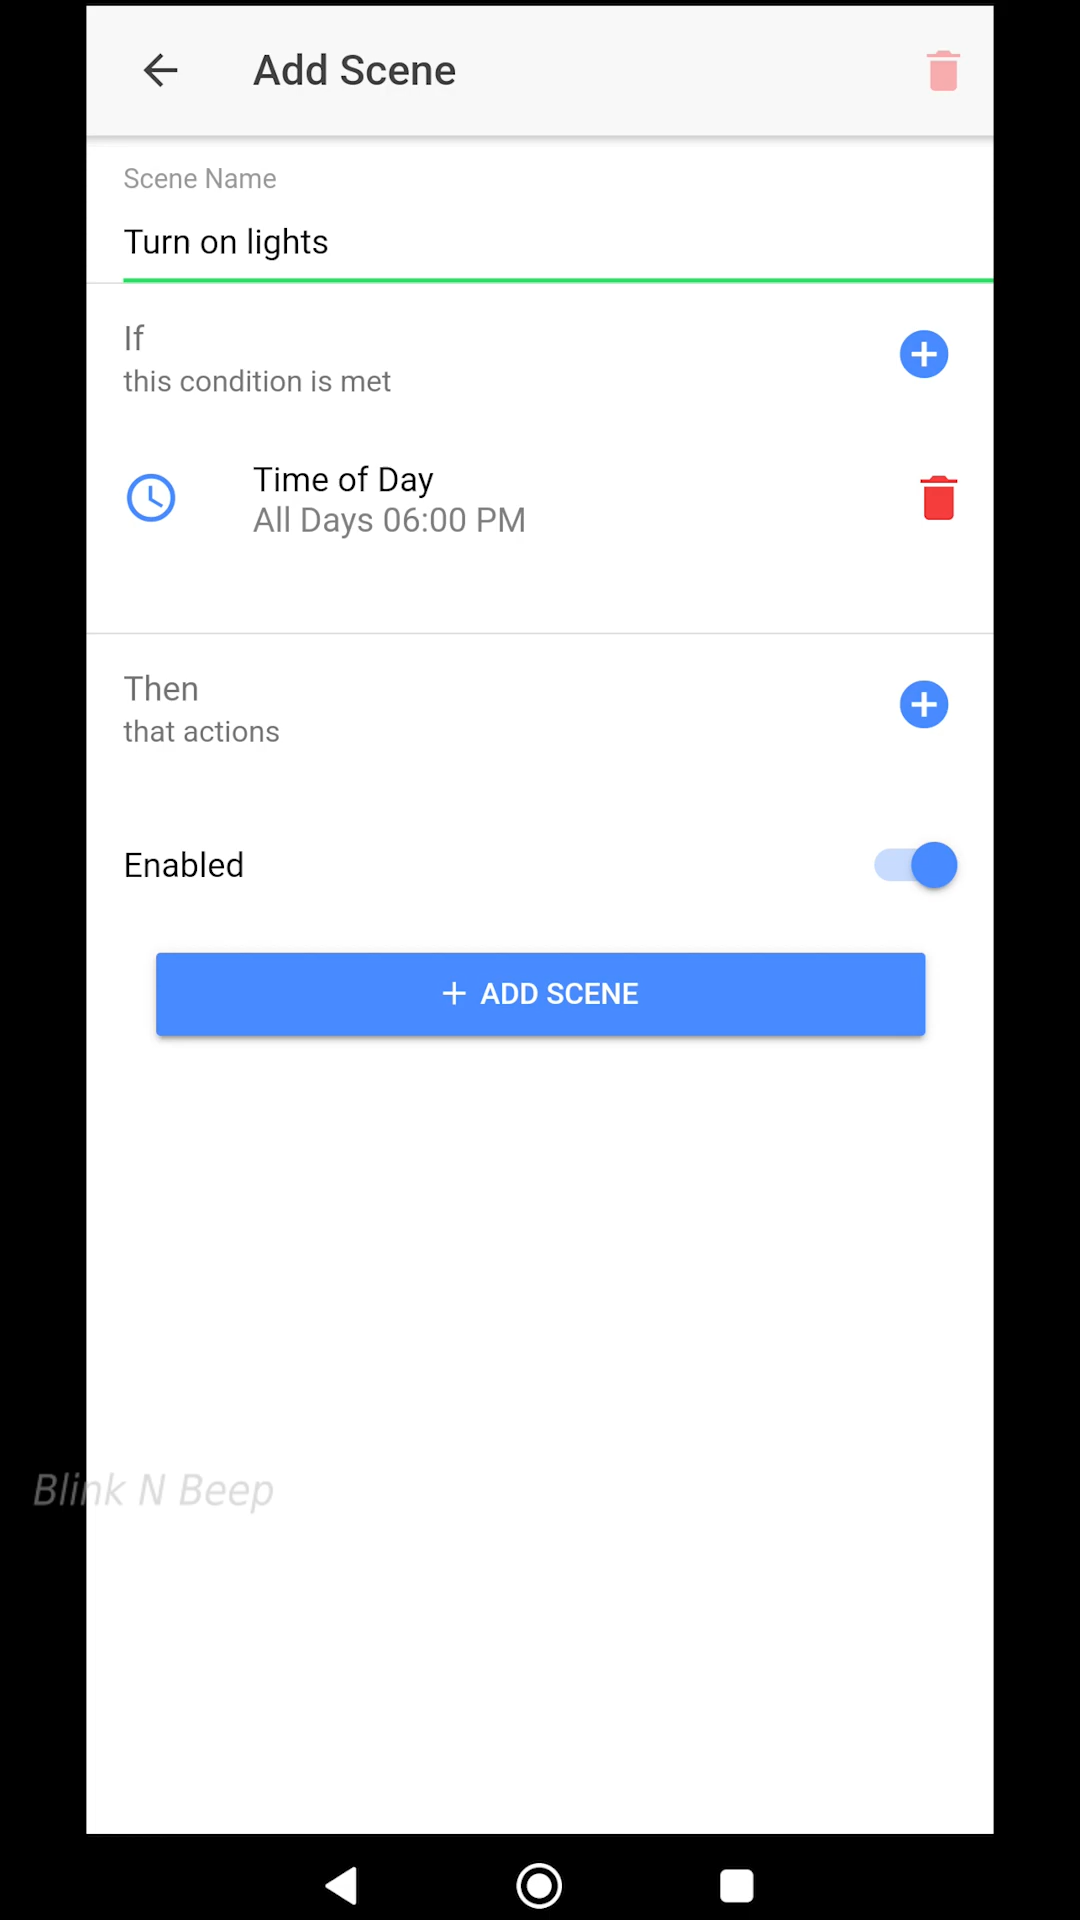 Add Scene
Scene Name
Turn on lights
If
this condition is met
Time of Day
All Days 06:00 PM
Then
that actions
Enabled
+ ADD SCENE
Blink N Beep